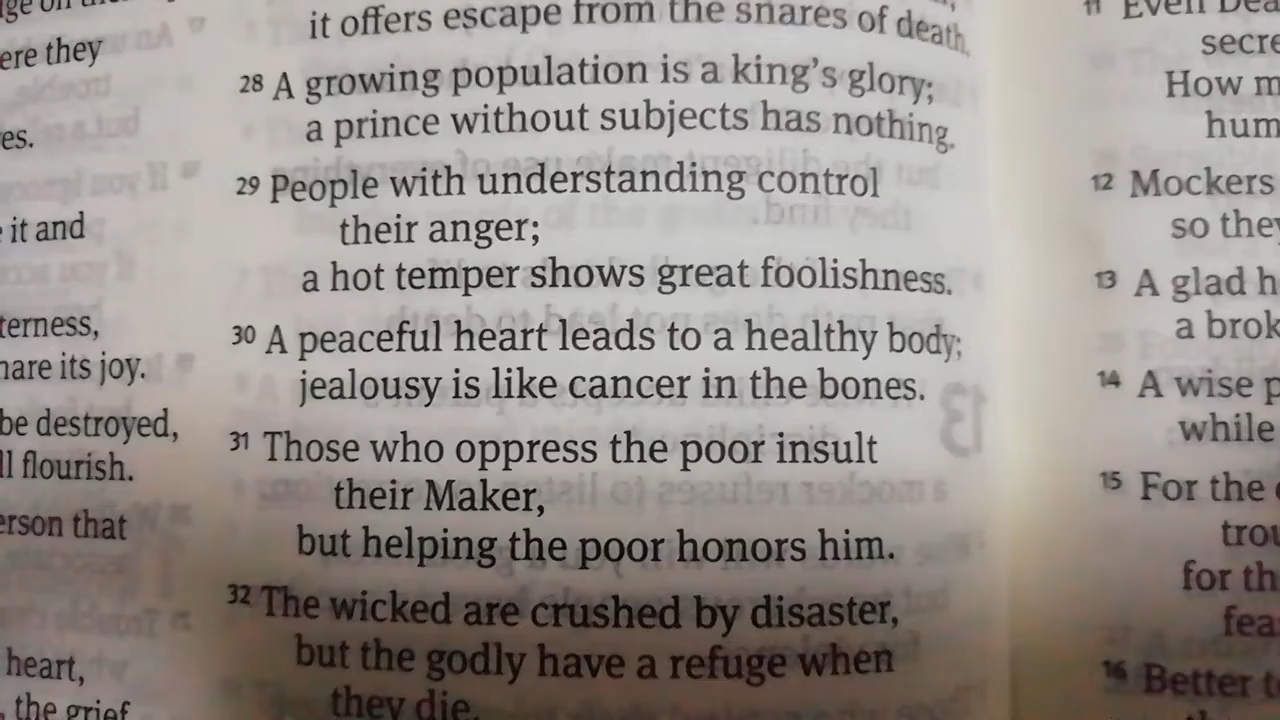 ere they
es.
it and
terness,
hare its joy.
be destroyed,
ll flourish.
erson that
heart,
the grief
it offers escape from the snares of death.
28 A growing population is a king's glory;
a prince without subjects has nothing.
29 People with understanding control
their anger;
a hot temper shows great foolishness.
30 A peaceful heart leads to a healthy body;
jealousy is like cancer in the bones.
31 Those who oppress the poor insult
their Maker,
but helping the poor honors him.
32 The wicked are crushed by disaster,
but the godly have a refuge when
they die.
11 Even Dea
secre
How m
hum
12 Mockers
so they
13 A glad h
a brok
14 A wise p
while
15 For the
trou
for th
fea
16 Better t